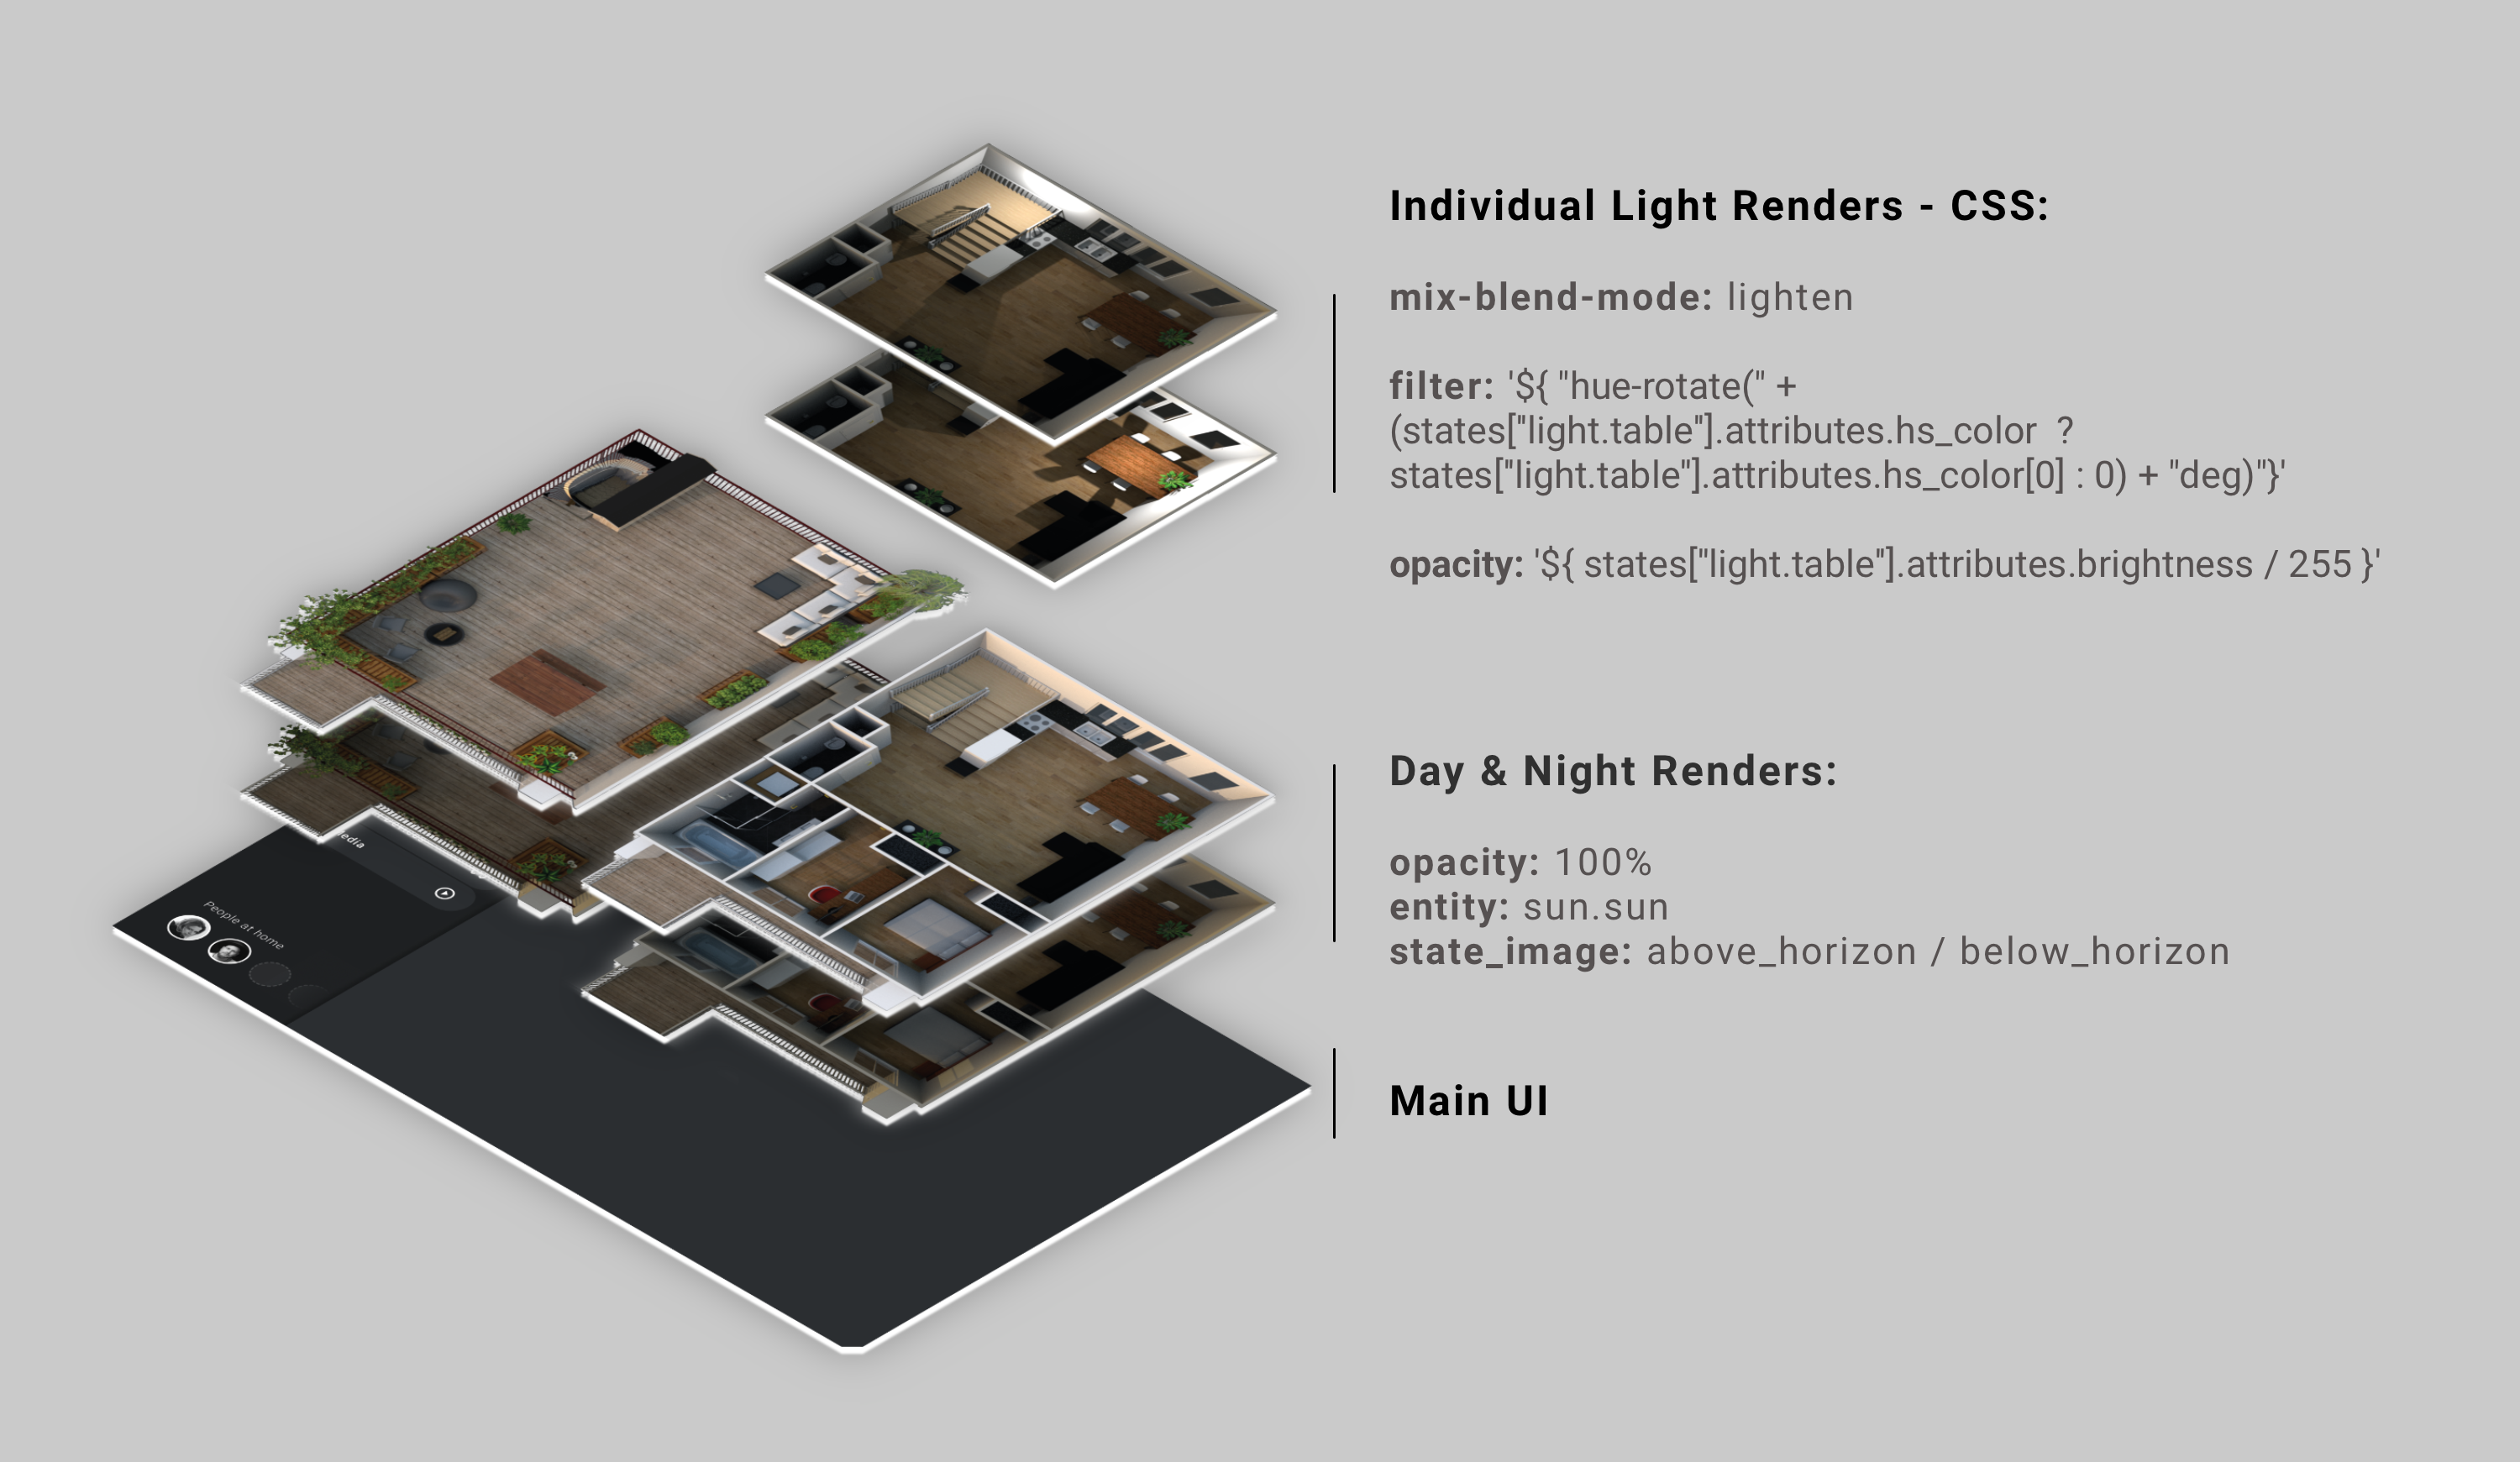 Individual Light Renders - CSS:
mix-blend-mode: lighten
filter: '${ "hue-rotate(" +
(states["light.table"].attributes.hs_color  ?
states["light.table"].attributes.hs_color[0] : 0) + "deg)"}'
opacity: '${ states["light.table"].attributes.brightness / 255 }'
Day & Night Renders:
opacity: 100%
entity: sun.sun
state_image: above_horizon / below_horizon
Main UI
edia
People at home